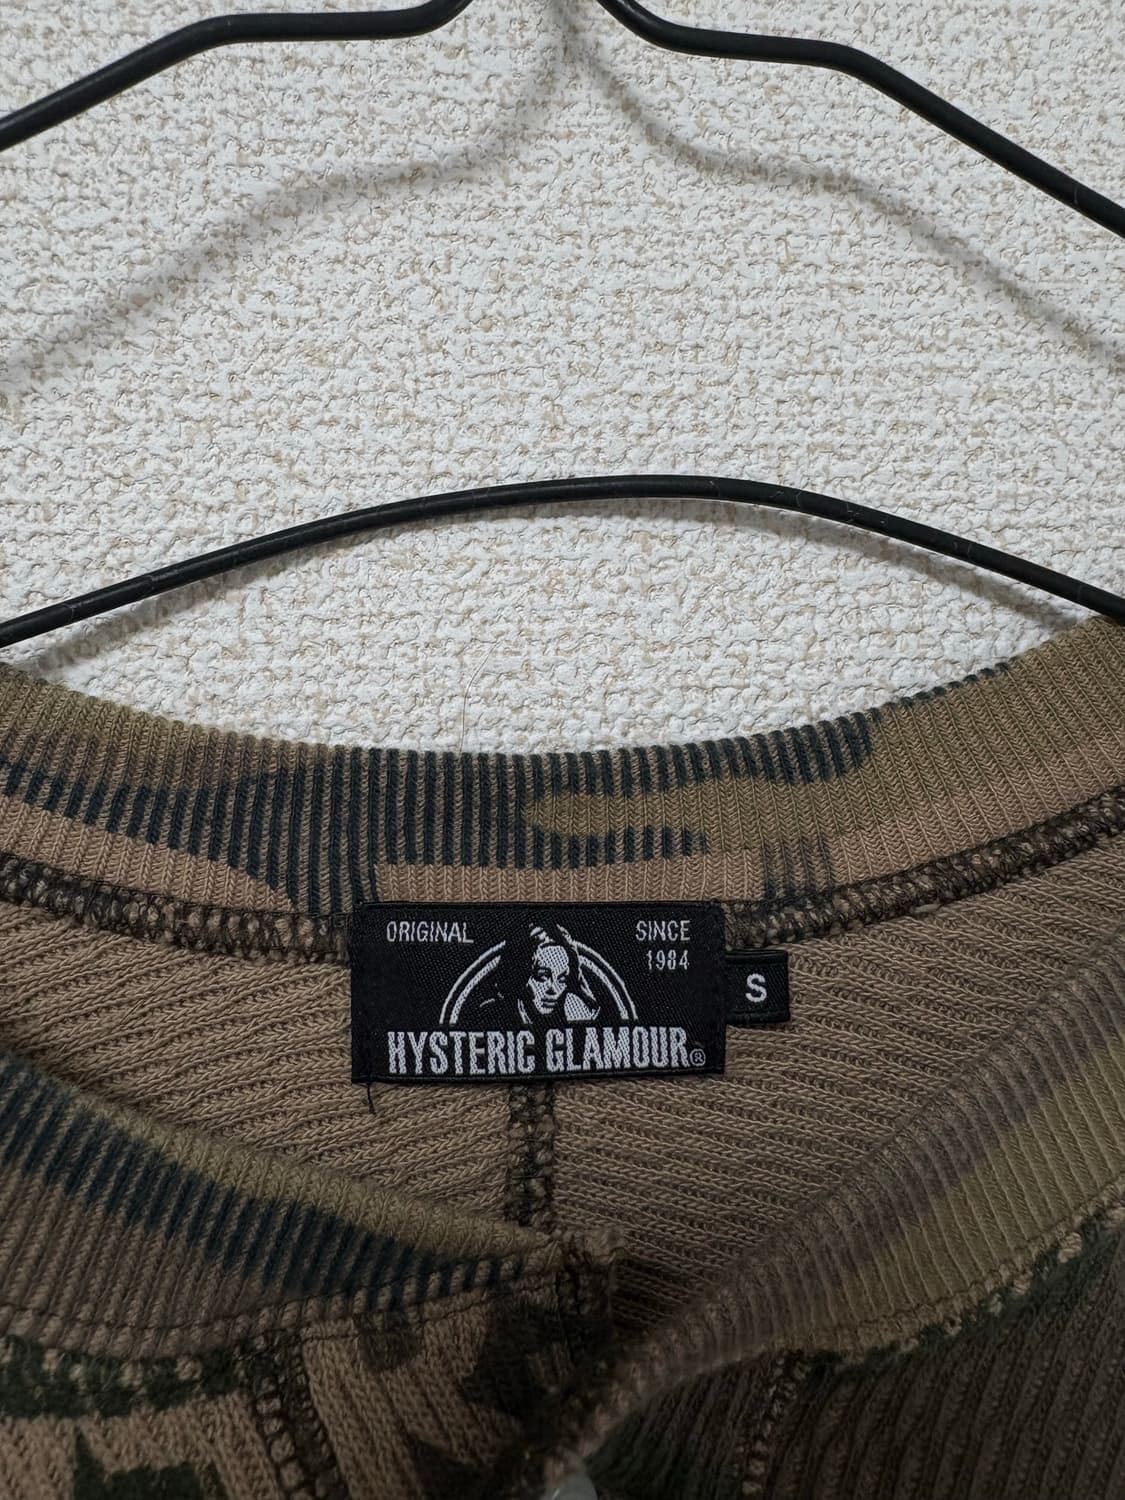 ORIGINAL
SINCE
1984
HYSTERIC GLAMOUR®
S